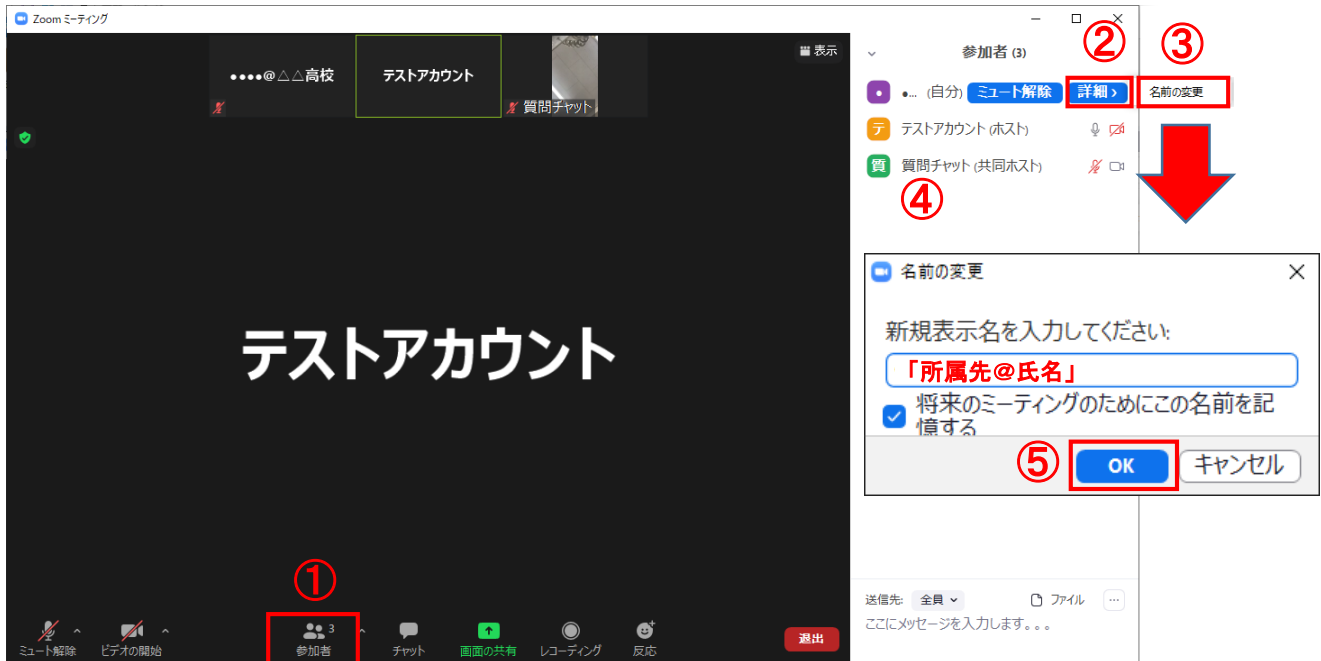 Zoom ミーティング
表示
●●●●@△△高校
テストアカウント
質問チャット
テストアカウント
①
ミュート解除
ビデオの開始
3
参加者
チャット
画面の共有
レコーディング
反応
退出
参加者 (3)
②
③
●... (自分) ミュート解除 詳細 ›
名前の変更
テ テストアカウント (ホスト)
質 質問チャット (共同ホスト)
④
名前の変更
新規表示名を入力してください:
「所属先@氏名」
将来のミーティングのためにこの名前を記
憶する
⑤ OK キャンセル
送信先: 全員 ファイル ...
ここにメッセージを入力します。。。